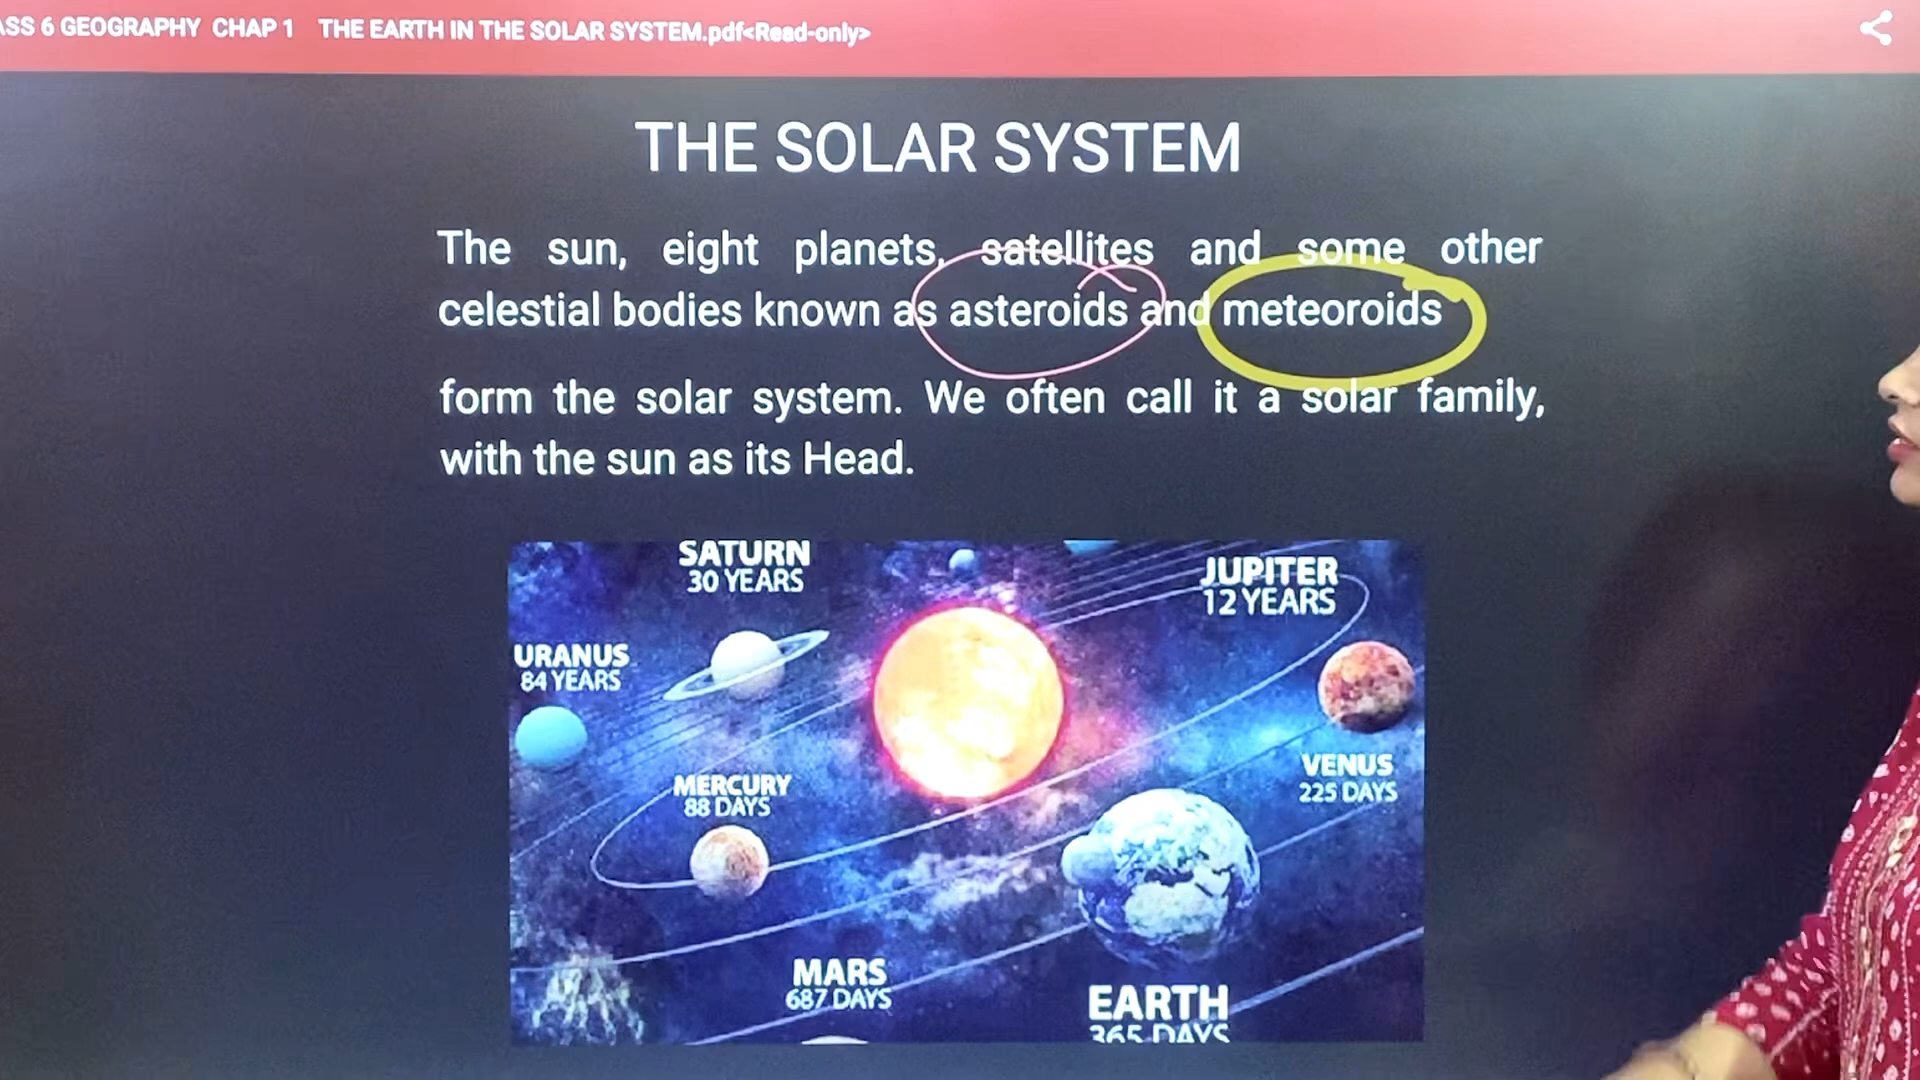 ASS 6 GEOGRAPHY CHAP 1 THE EARTH IN THE SOLAR SYSTEM.pdf<Read-only>
THE SOLAR SYSTEM
The sun, eight planets, satellites and some other
celestial bodies known as asteroids and meteoroids
form the solar system. We often call it a solar family,
with the sun as its Head.
SATURN
30 YEARS
JUPITER
12 YEARS
URANUS
84 YEARS
VENUS
225 DAYS
MERCURY
88 DAYS
MARS
687 DAYS
EARTH
365 DAYS